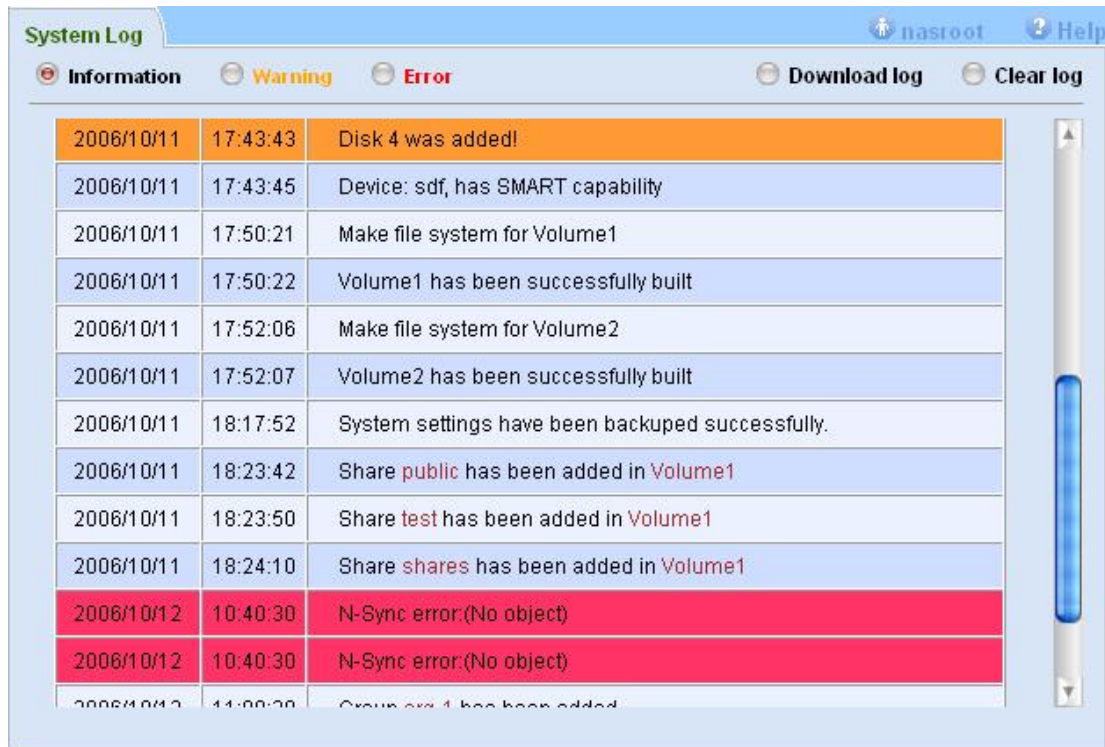 System Log nasroot Help
Information Warning Error Download log Clear log
2006/10/11 17:43:43 Disk 4 was added!
2006/10/11 17:43:45 Device: sdf, has SMART capability
2006/10/11 17:50:21 Make file system for Volume1
2006/10/11 17:50:22 Volume1 has been successfully built
2006/10/11 17:52:06 Make file system for Volume2
2006/10/11 17:52:07 Volume2 has been successfully built
2006/10/11 18:17:52 System settings have been backuped successfully.
2006/10/11 18:23:42 Share public has been added in Volume1
2006/10/11 18:23:50 Share test has been added in Volume1
2006/10/11 18:24:10 Share shares has been added in Volume1
2006/10/12 10:40:30 N-Sync error:(No object)
2006/10/12 10:40:30 N-Sync error:(No object)
2006/10/12 Group has been added